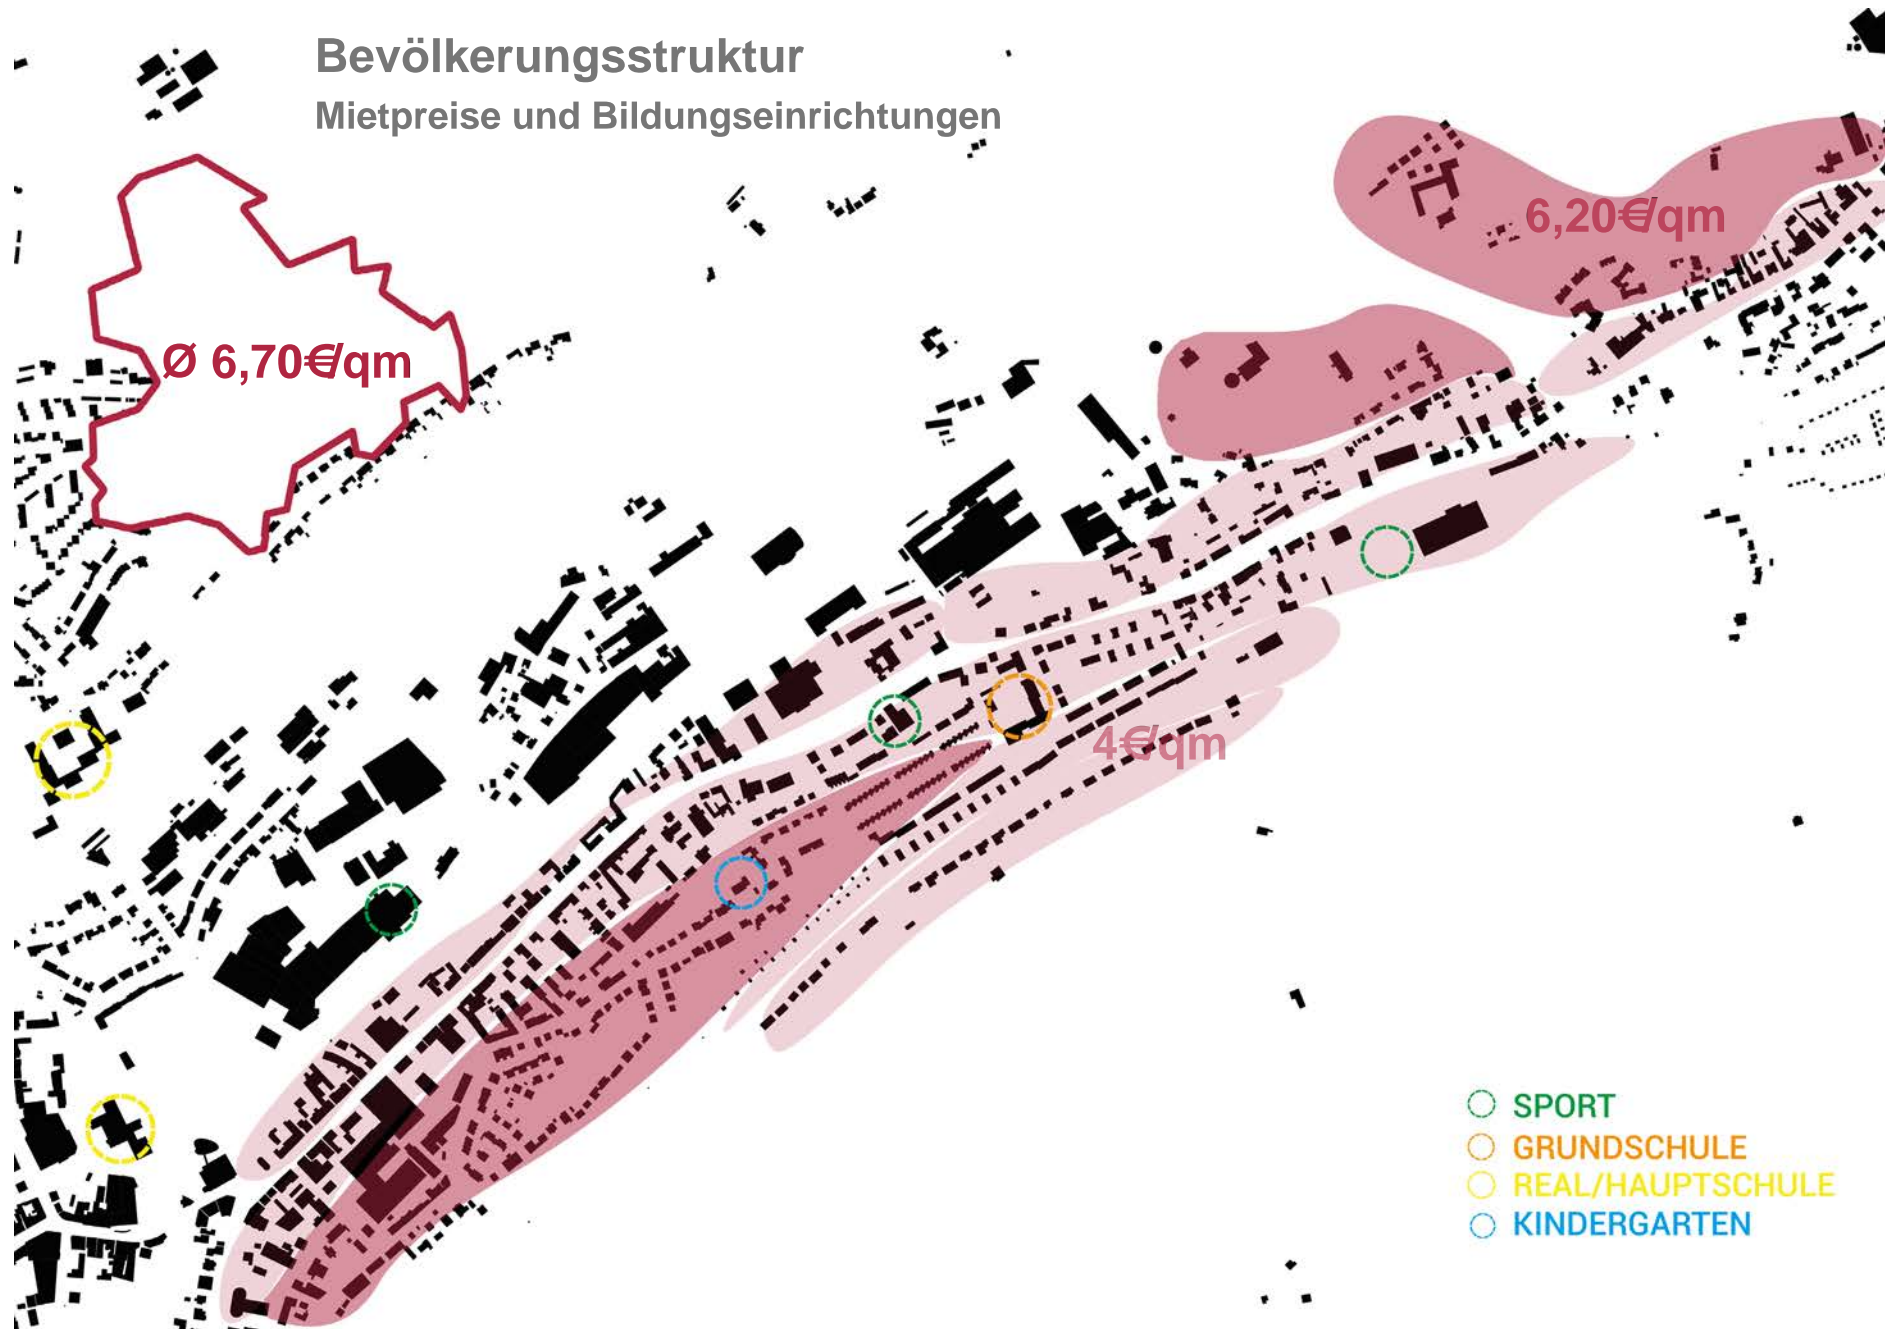 Bevölkerungsstruktur
Mietpreise und Bildungseinrichtungen
6,20€/qm
Ø 6,70€/qm
4€/qm
SPORT
GRUNDSCHULE
REAL/HAUPTSCHULE
KINDERGARTEN